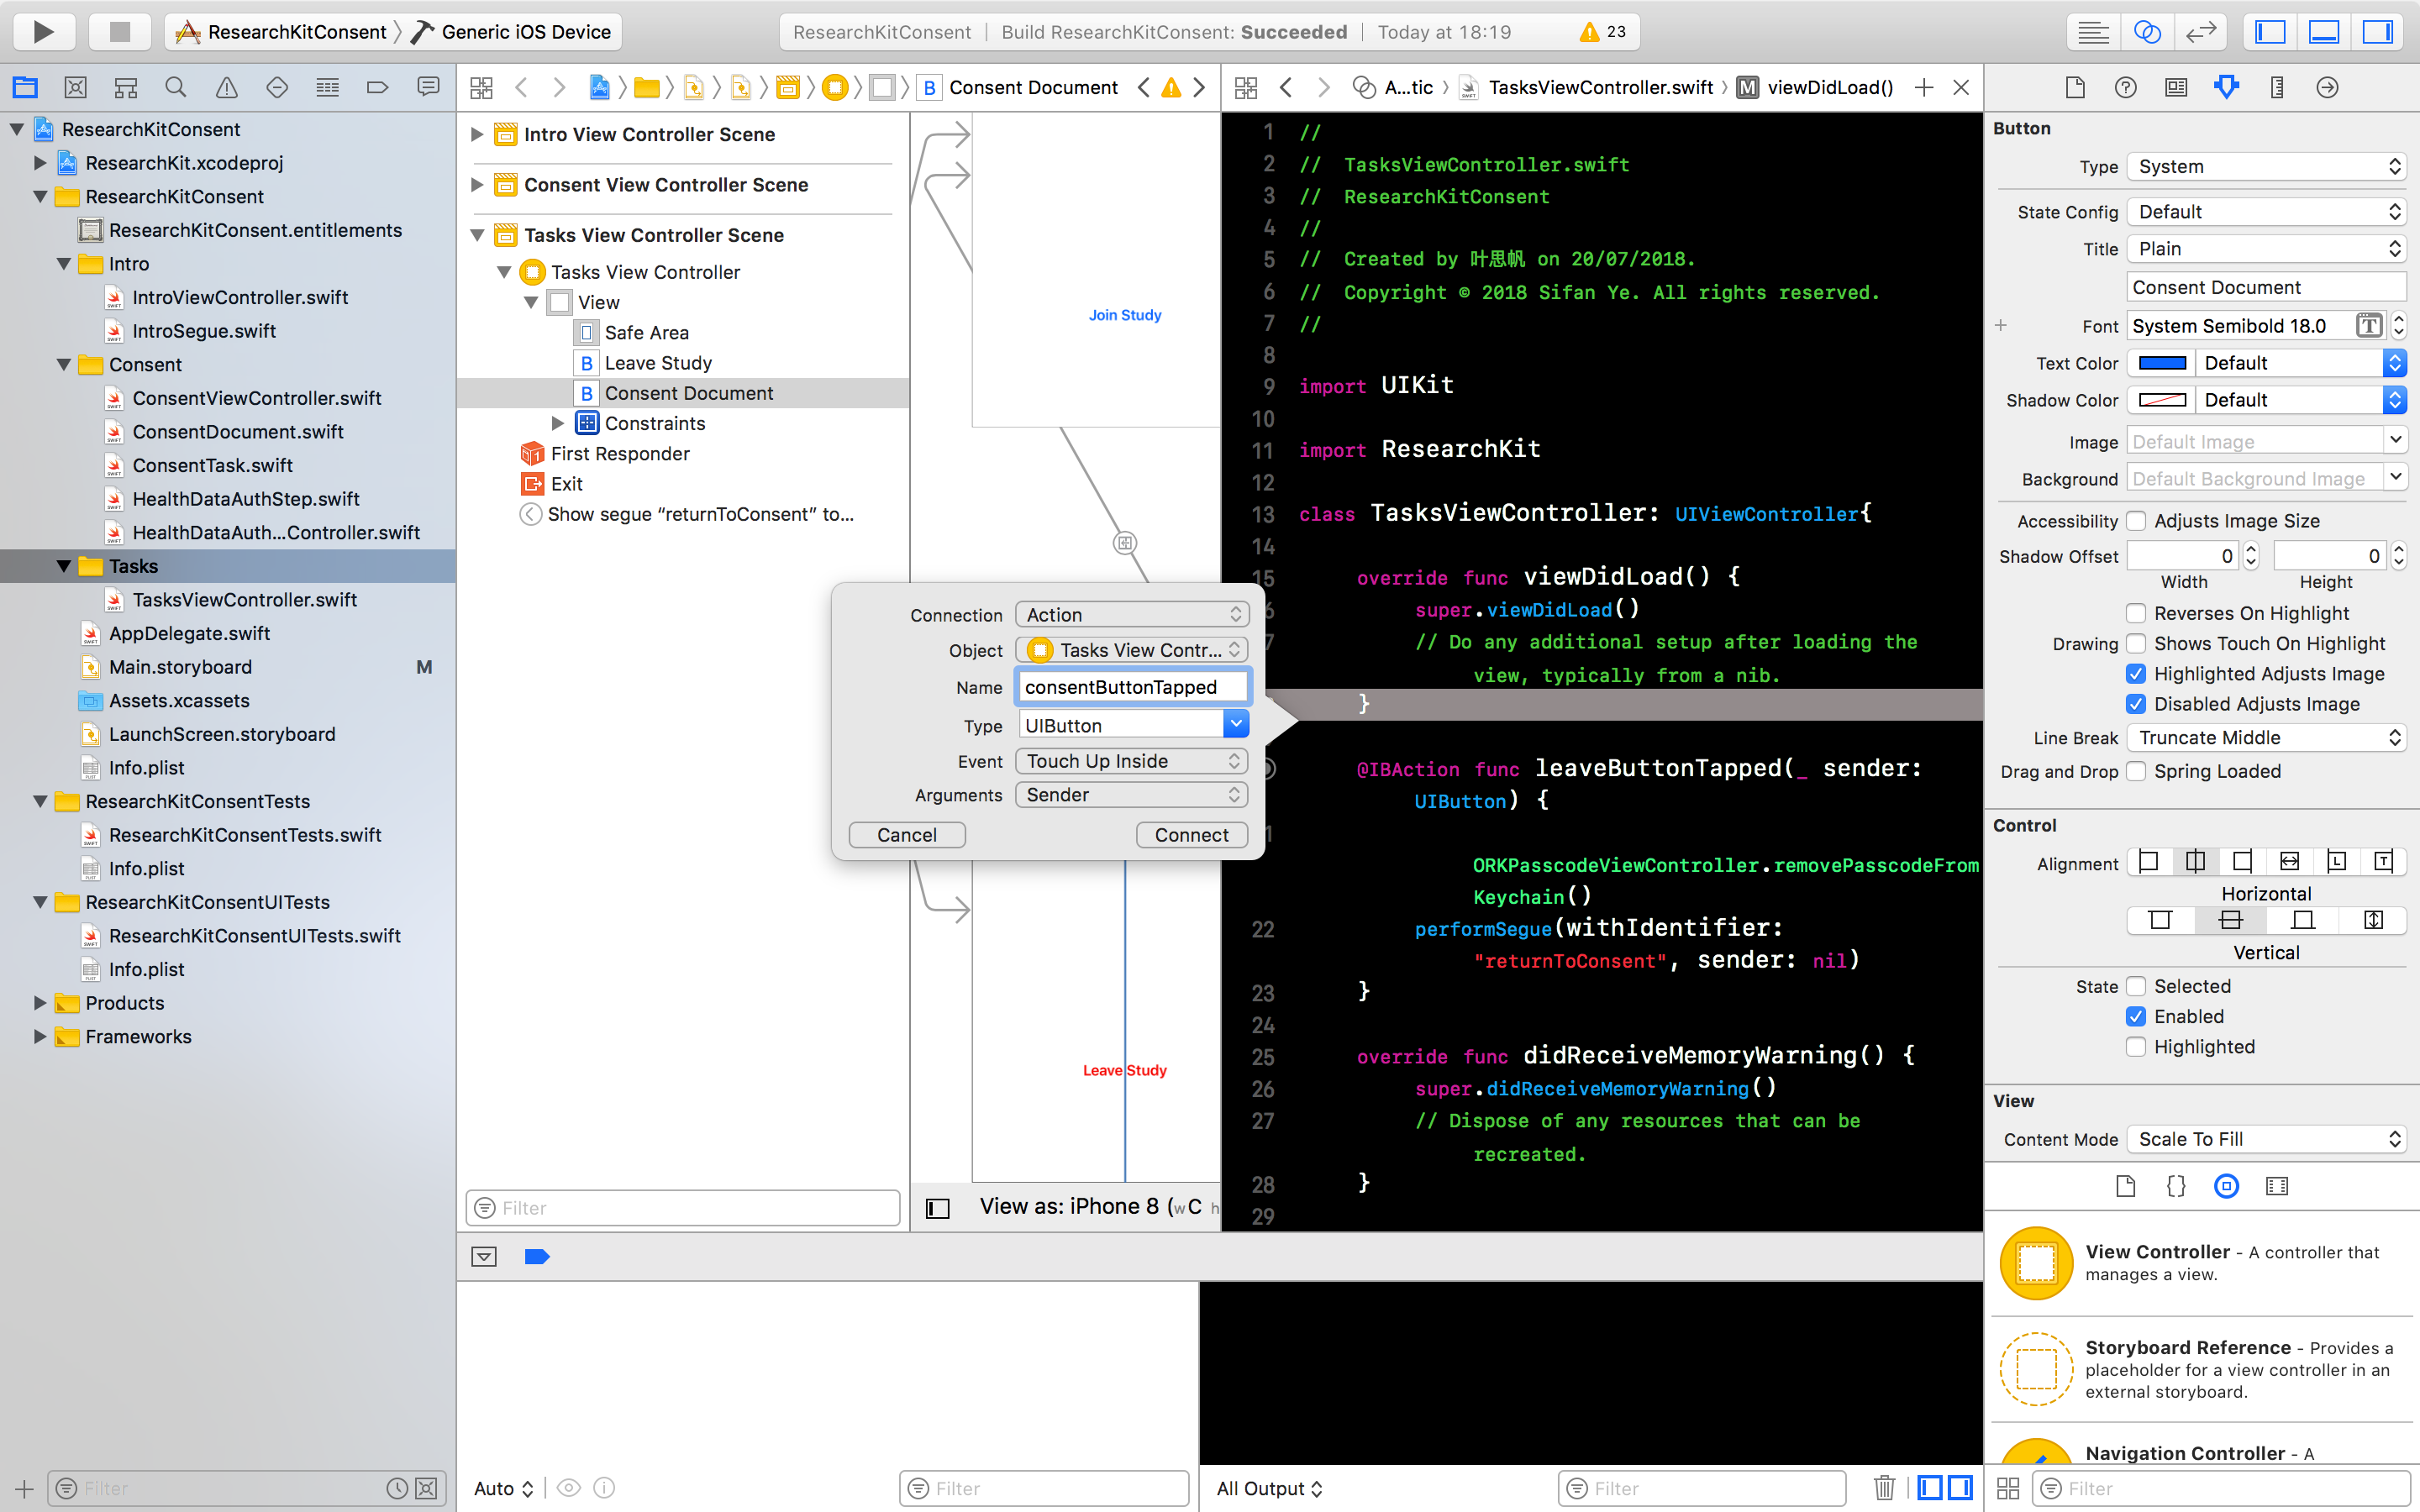 ResearchKitConsent
Generic iOS Device
ResearchKitConsent
Build ResearchKitConsent: Succeeded
Today at 18:19
23
Consent Document
A...tic
TasksViewController.swift
viewDidLoad()
ResearchKitConsent
ResearchKit.xcodeproj
ResearchKitConsent
ResearchKitConsent.entitlements
Intro
IntroViewController.swift
IntroSegue.swift
Consent
ConsentViewController.swift
ConsentDocument.swift
ConsentTask.swift
HealthDataAuthStep.swift
HealthDataAuth...Controller.swift
Tasks
TasksViewController.swift
AppDelegate.swift
Main.storyboard
M
Assets.xcassets
LaunchScreen.storyboard
Info.plist
ResearchKitConsentTests
ResearchKitConsentTests.swift
Info.plist
ResearchKitConsentUITests
ResearchKitConsentUITests.swift
Info.plist
Products
Frameworks
Filter
Intro View Controller Scene
Consent View Controller Scene
Tasks View Controller Scene
Tasks View Controller
View
Safe Area
B Leave Study
B Consent Document
Constraints
First Responder
Exit
Show segue “returnToConsent” to...
Filter
Join Study
Leave Study
View as: iPhone 8 (wC h
Connection Action
Object Tasks View Contr...
Name consentButtonTapped
Type UIButton
Event Touch Up Inside
Arguments Sender
Cancel
Connect
1 //
2 // TasksViewController.swift
3 // ResearchKitConsent
4 //
5 // Created by 叶思帆 on 20/07/2018.
6 // Copyright © 2018 Sifan Ye. All rights reserved.
7 //
8
9 import UIKit
10
11 import ResearchKit
12
13 class TasksViewController: UIViewController{
14
15 override func viewDidLoad() {
6 super.viewDidLoad()
7 // Do any additional setup after loading the
view, typically from a nib.
}
@IBAction func leaveButtonTapped(_ sender:
UIButton) {
1
ORKPasscodeViewController.removePasscodeFrom
Keychain()
22 performSegue(withIdentifier:
"returnToConsent", sender: nil)
23 }
24
25 override func didReceiveMemoryWarning() {
26 super.didReceiveMemoryWarning()
27 // Dispose of any resources that can be
recreated.
28 }
29
Auto
Filter
All Output
Filter
Button
Type System
State Config Default
Title Plain
Consent Document
Font System Semibold 18.0
Text Color Default
Shadow Color Default
Image Default Image
Background Default Background Image
Accessibility Adjusts Image Size
Shadow Offset 0 0
Width Height
Reverses On Highlight
Drawing Shows Touch On Highlight
Highlighted Adjusts Image
Disabled Adjusts Image
Line Break Truncate Middle
Drag and Drop Spring Loaded
Control
Alignment
Horizontal
Vertical
State Selected
Enabled
Highlighted
View
Content Mode Scale To Fill
View Controller - A controller that
manages a view.
Storyboard Reference - Provides a
placeholder for a view controller in an
external storyboard.
Navigation Controller - A
Filter